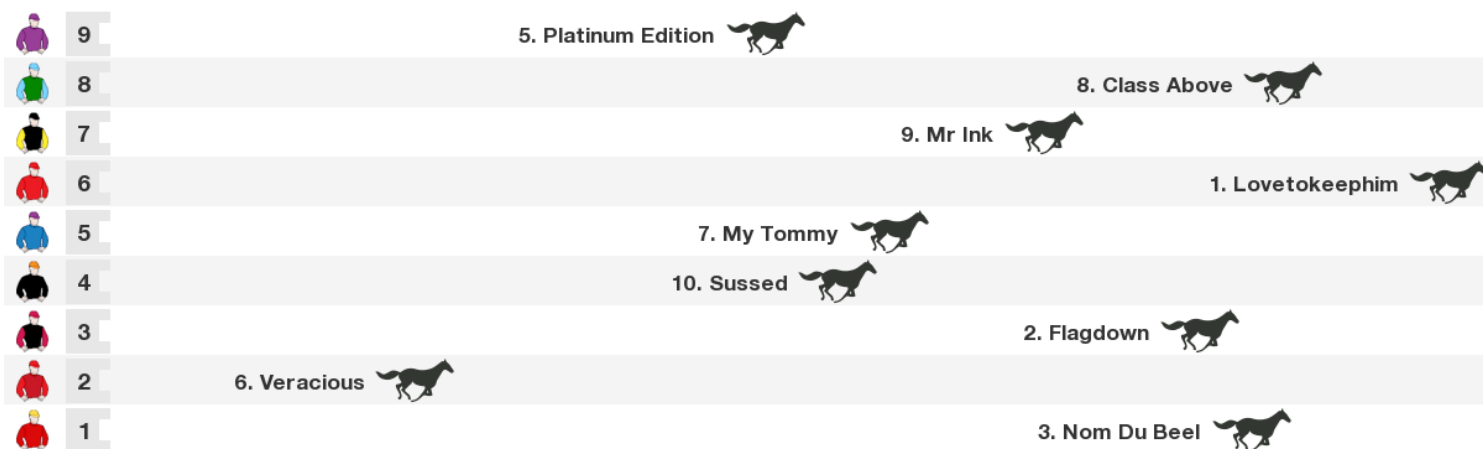 9 5. Platinum Edition
8 8. Class Above
7 9. Mr Ink
6 1. Lovetokeephim
5 7. My Tommy
4 10. Sussed
3 2. Flagdown
2 6. Veracious
1 3. Nom Du Beel